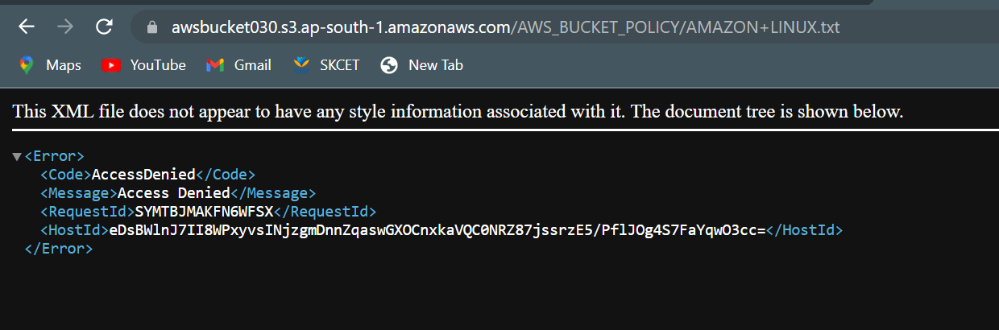 awsbucket030.s3.ap-south-1.amazonaws.com/AWS_BUCKET_POLICY/AMAZON+LINUX.txt
Maps YouTube Gmail SKCET New Tab
This XML file does not appear to have any style information associated with it. The document tree is shown below.
<Error>
<Code>AccessDenied</Code>
<Message>Access Denied</Message>
<RequestId>SYMTBJMAKFN6WFSX</RequestId>
<HostId>eDsBWlnJ7II8WPxyvsINjzgmDnnZqaswGXOCnxkaVQC0NRZ87jssrzE5/PflJOg4S7FaYqwO3cc=</HostId>
</Error>